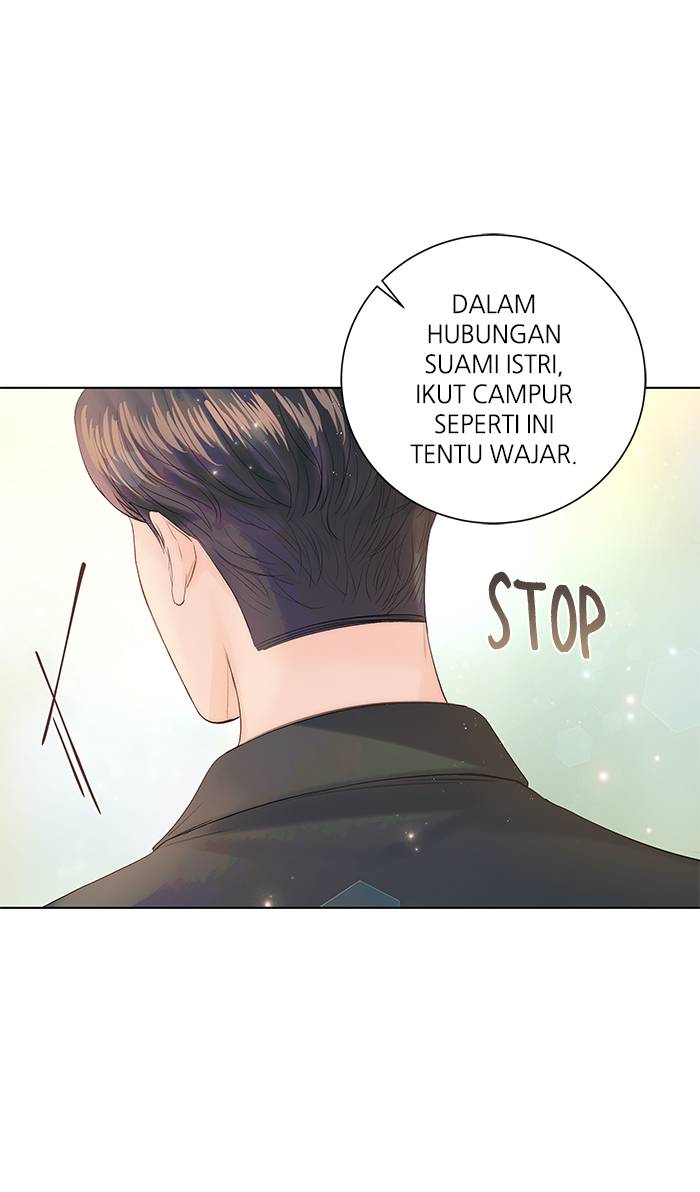 DALAM
HUBUNGAN
SUAMI ISTRI,
IKUT CAMPUR
SEPERTI INI
TENTU WAJAR.
STOP